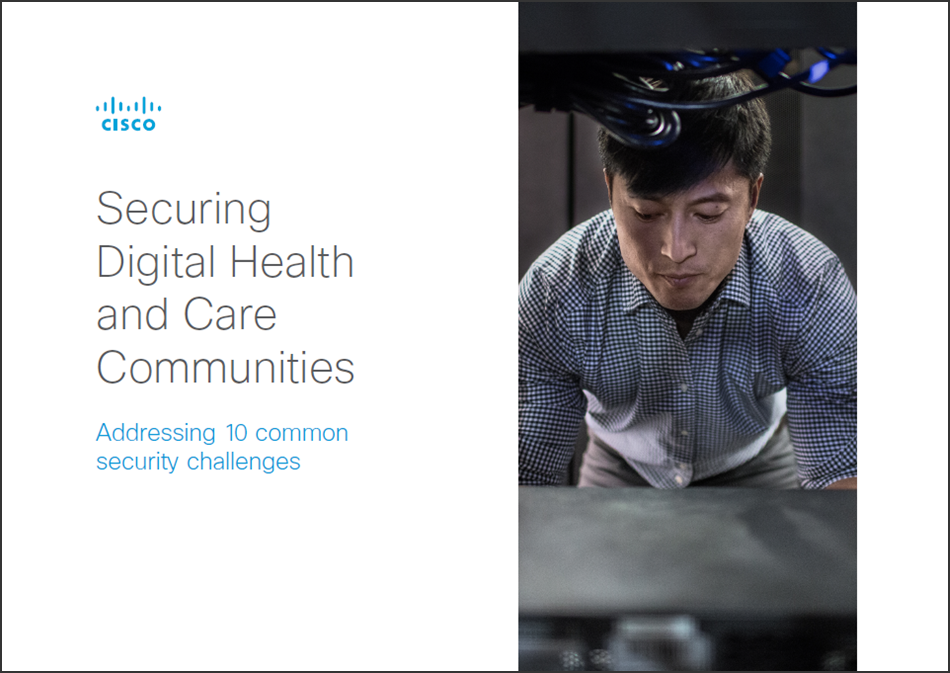 CISCO
Securing
Digital Health
and Care
Communities
Addressing 10 common
security challenges